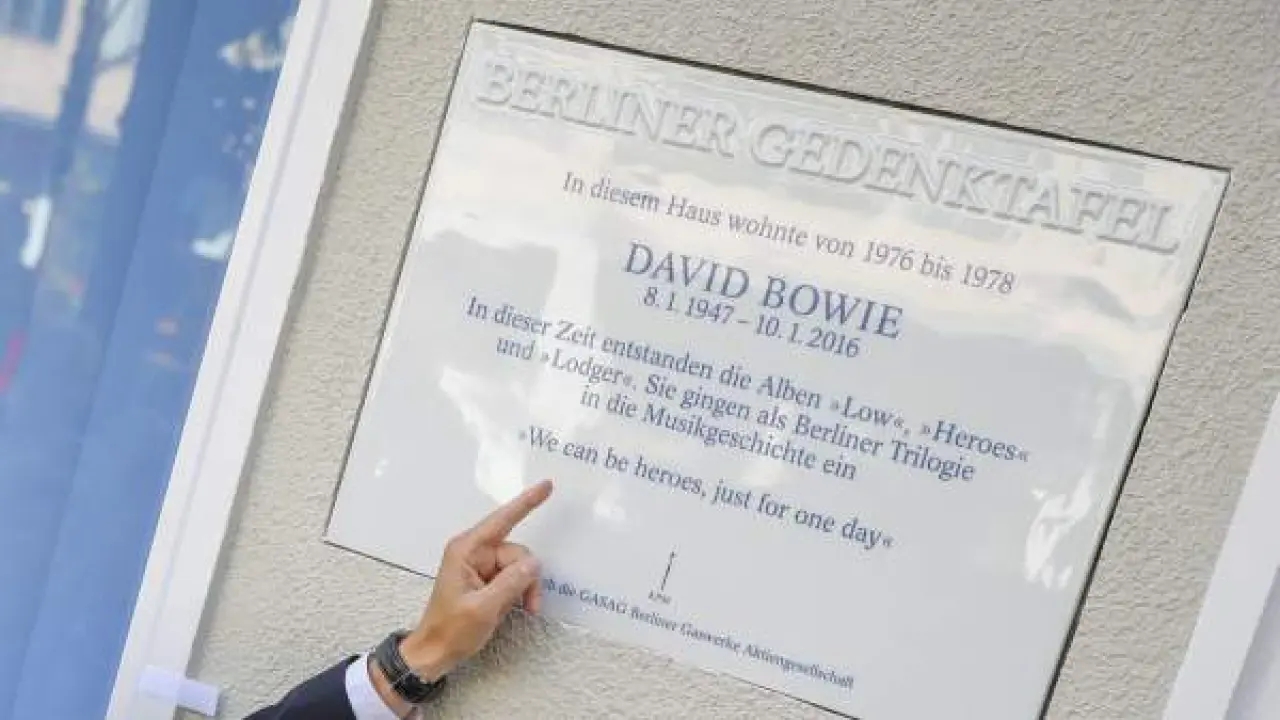 BERLINER GEDENKTAFEL
In diesem Haus wohnte von 1976 bis 1978
DAVID BOWIE
8. 1. 1947 – 10. 1. 2016
In dieser Zeit entstanden die Alben »Low«, »Heroes«
und »Lodger«. Sie gingen als Berliner Trilogie
in die Musikgeschichte ein
»We can be heroes, just for one day«
KPM
die GASAG Berliner Gaswerke Aktiengesellschaft